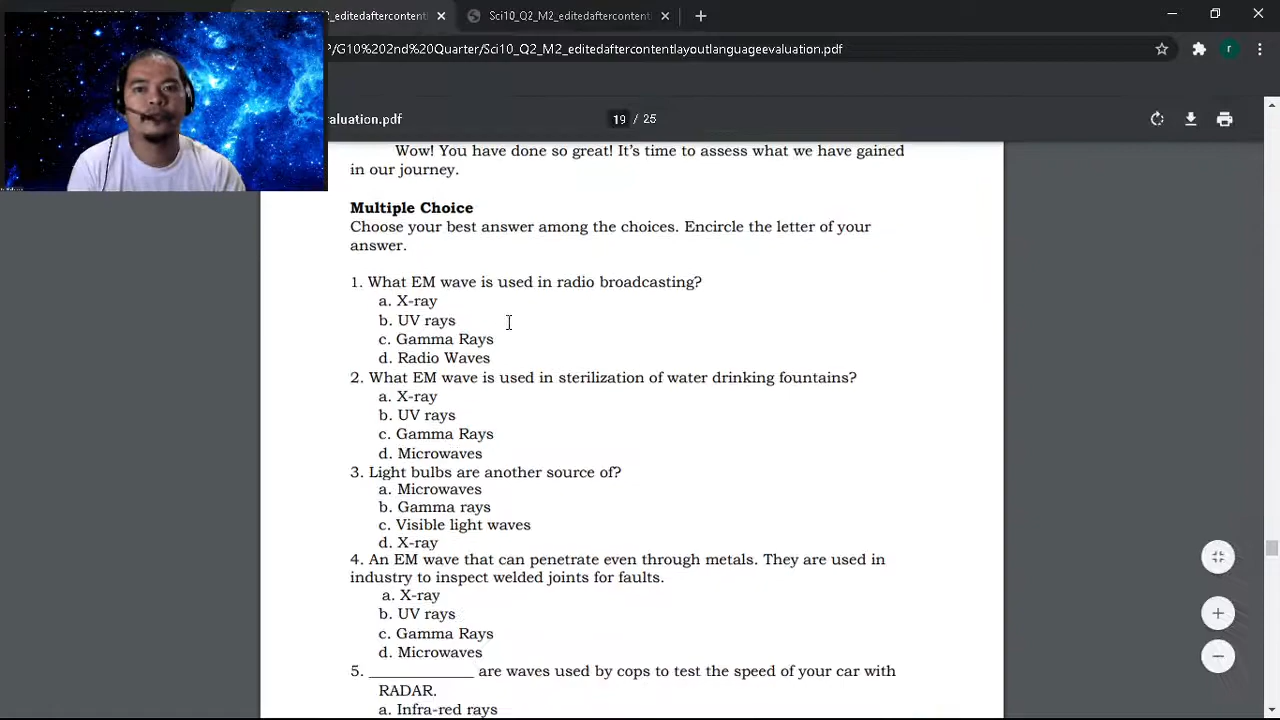 _editedaftercontenti
Sci10_Q2_M2_editedaftercontenti
P/G10%202nd%20Quarter/Sci10_Q2_M2_editedaftercontentlayoutlanguageevaluation.pdf
r
valuation.pdf
19 / 25
Wow! You have done so great! It's time to assess what we have gained
in our journey.
Multiple Choice
Choose your best answer among the choices. Encircle the letter of your
answer.
1. What EM wave is used in radio broadcasting?
a. X-ray
b. UV rays
c. Gamma Rays
d. Radio Waves
2. What EM wave is used in sterilization of water drinking fountains?
a. X-ray
b. UV rays
c. Gamma Rays
d. Microwaves
3. Light bulbs are another source of?
a. Microwaves
b. Gamma rays
c. Visible light waves
d. X-ray
4. An EM wave that can penetrate even through metals. They are used in
industry to inspect welded joints for faults.
a. X-ray
b. UV rays
c. Gamma Rays
d. Microwaves
5. ______________ are waves used by cops to test the speed of your car with
RADAR.
a. Infra-red rays